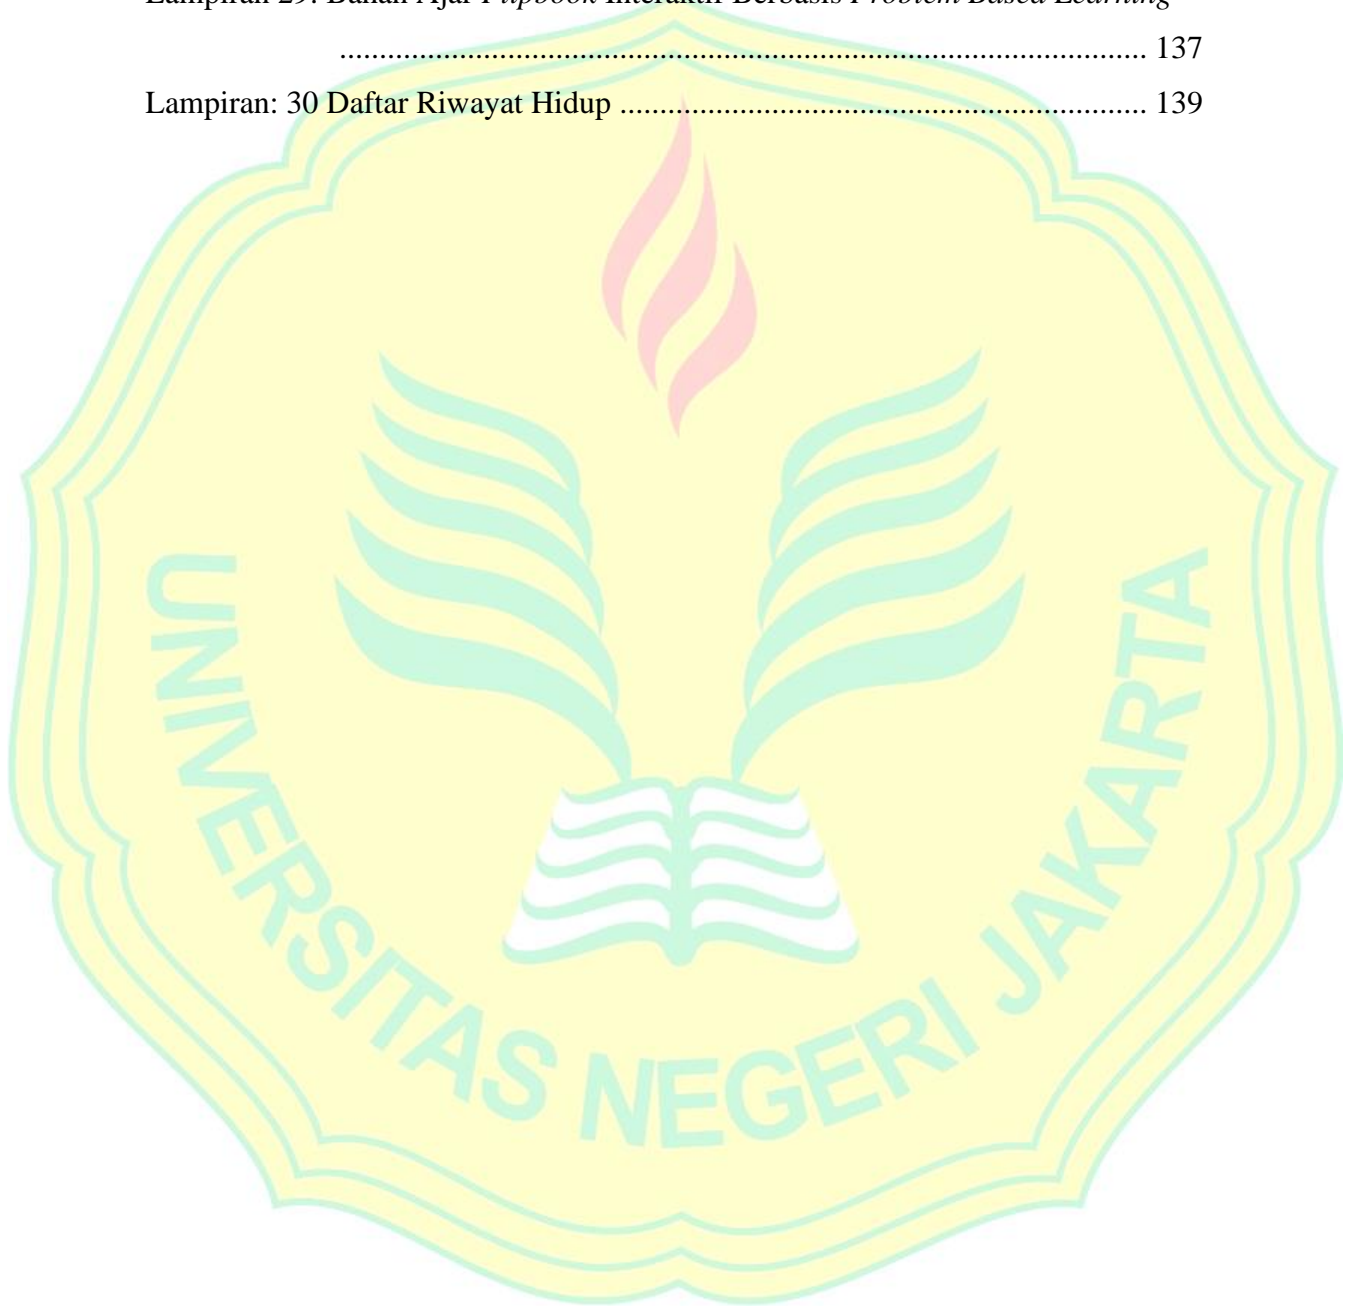 Lampiran 29. Bahan Ajar Flipbook Interaktif Berbasis Problem Based Learning
..................................................................................................... 137
Lampiran: 30 Daftar Riwayat Hidup .................................................................. 139
UNIVERSITAS NEGERI JAKARTA